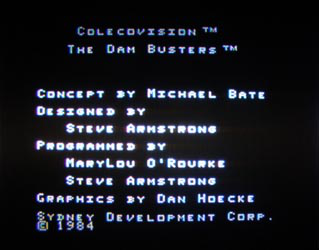 Colecovision™
The Dam Busters™
Concept by Michael Bate
Designed by
Steve Armstrong
Programmed by
MaryLou O'Rourke
Steve Armstrong
Graphics by Dan Hoecke
Sydney Development Corp.
© 1984